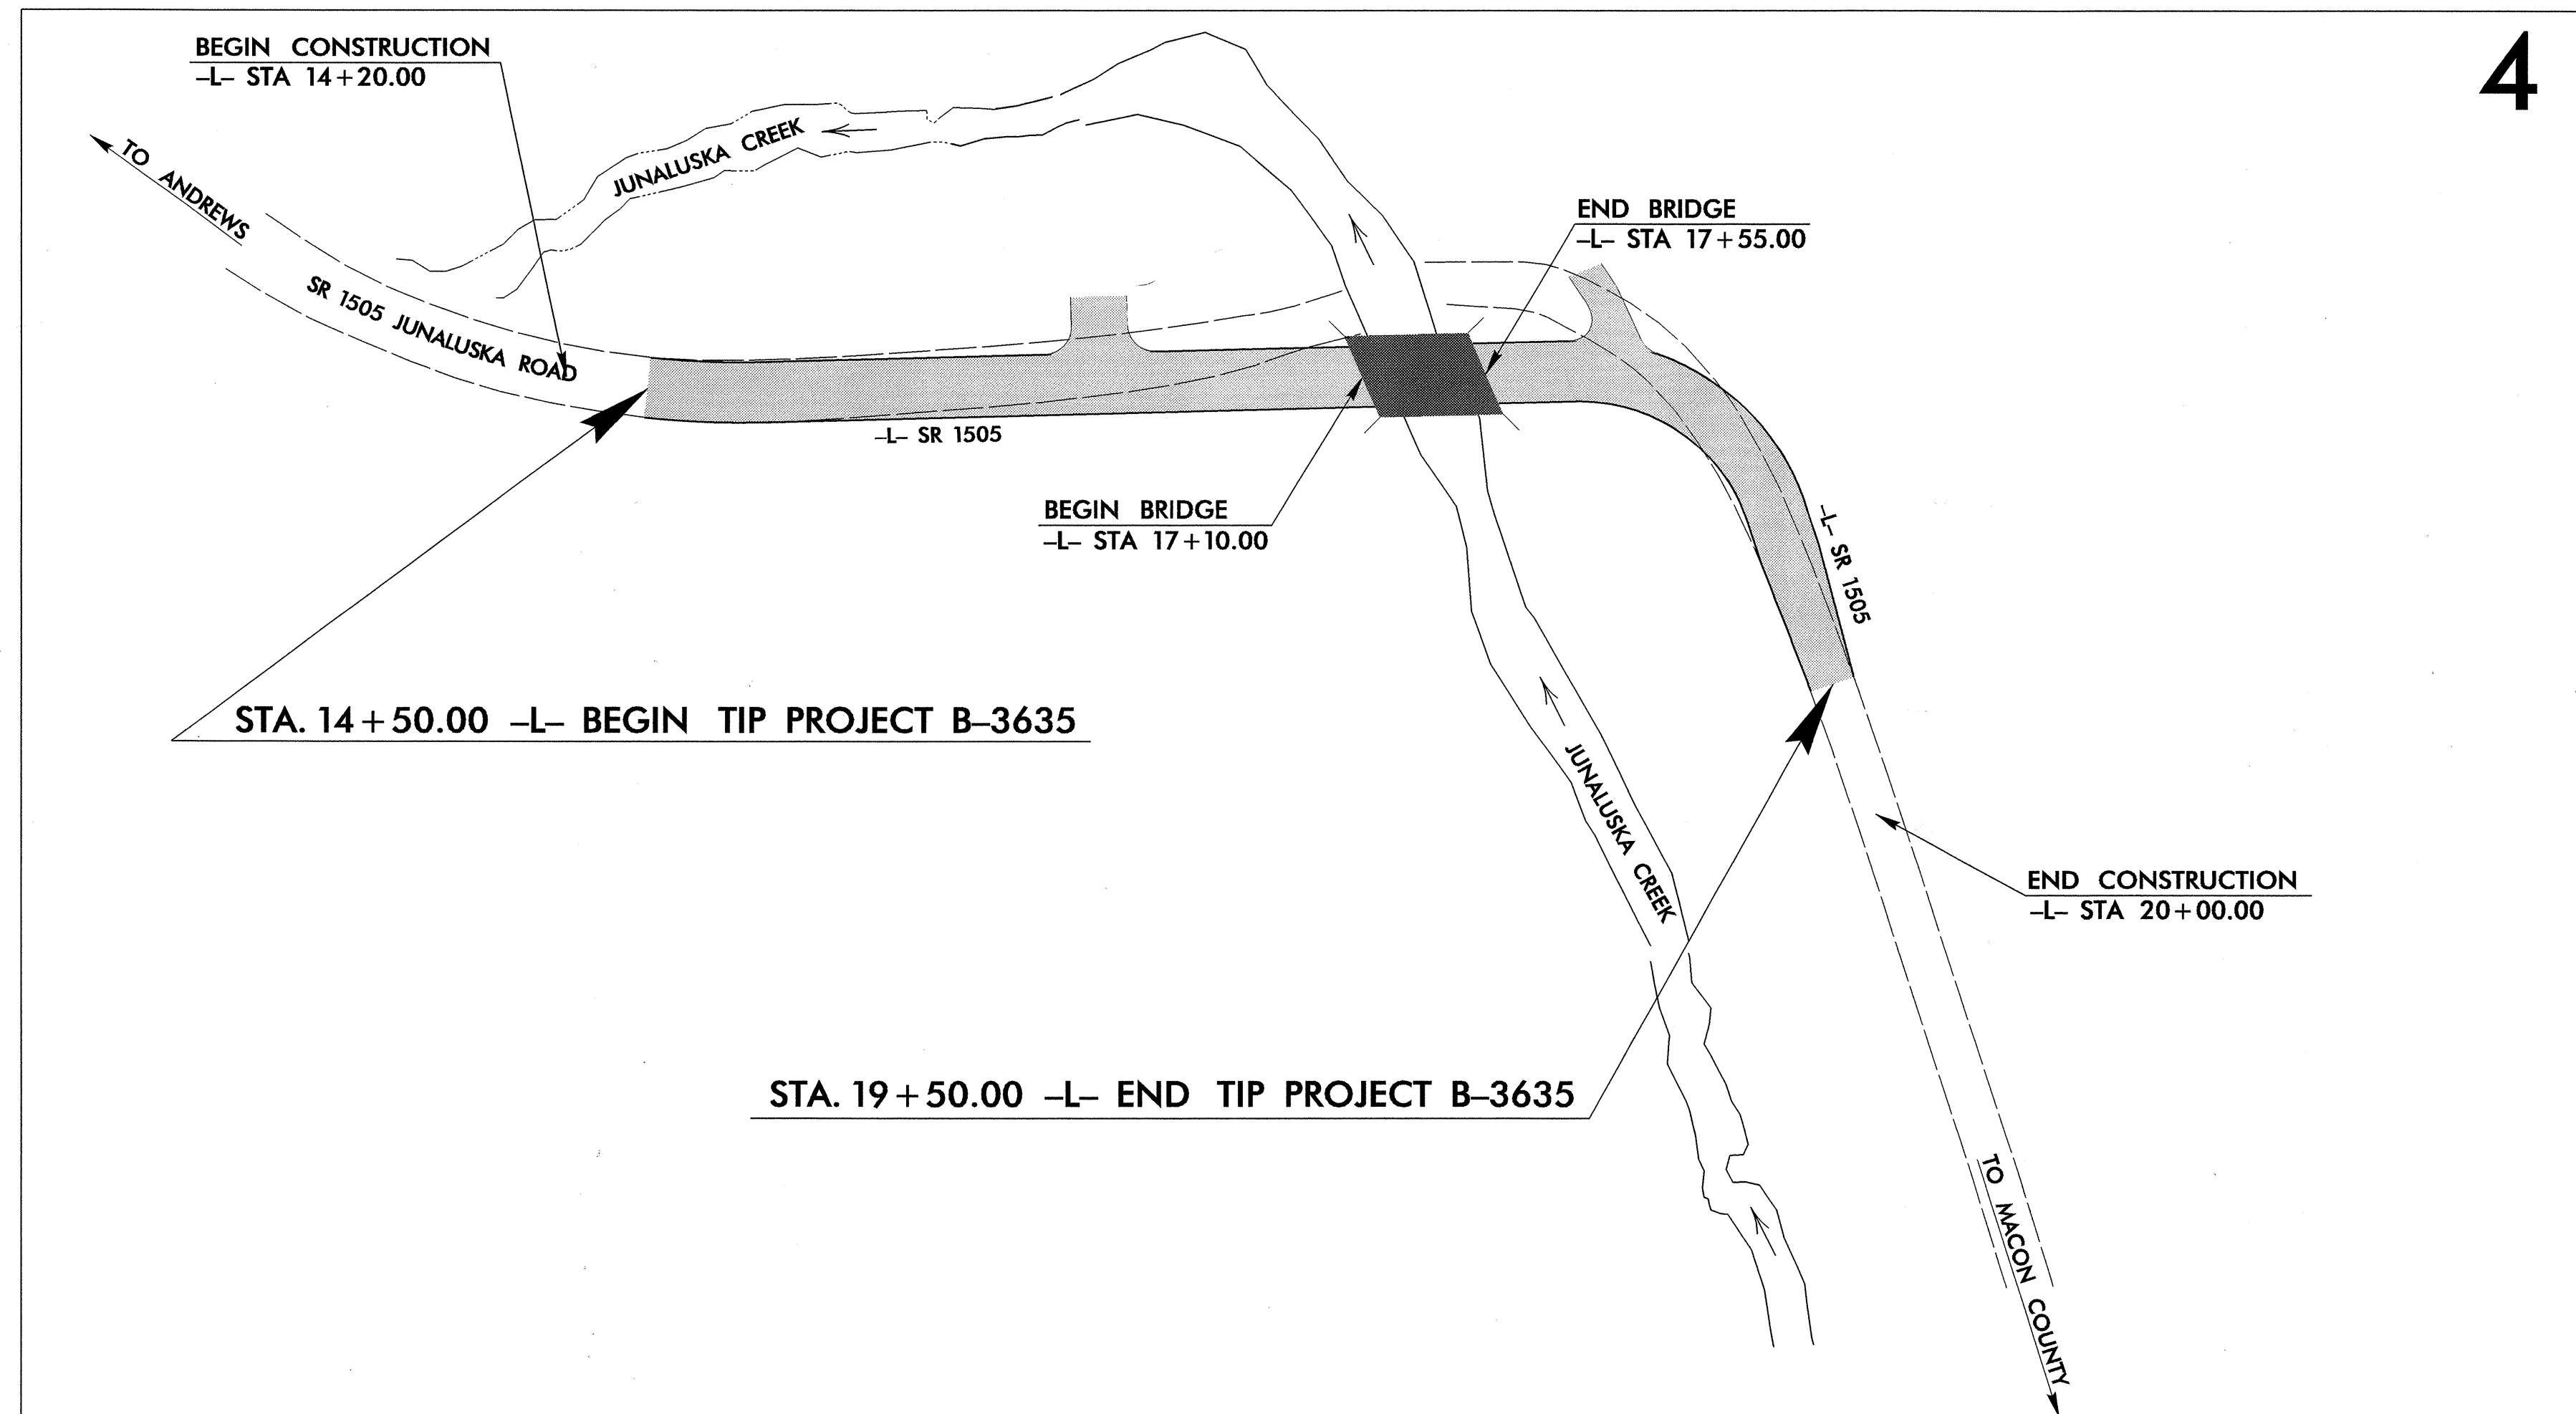 BEGIN CONSTRUCTION
–L– STA 14+20.00
4
TO ANDREWS
JUNALUSKA CREEK
SR 1505 JUNALUSKA ROAD
END BRIDGE
–L– STA 17+55.00
–L– SR 1505
BEGIN BRIDGE
–L– STA 17+10.00
–L– SR 1505
STA. 14+50.00 –L– BEGIN TIP PROJECT B–3635
JUNALUSKA CREEK
END CONSTRUCTION
–L– STA 20+00.00
STA. 19+50.00 –L– END TIP PROJECT B–3635
TO MACON COUNTY